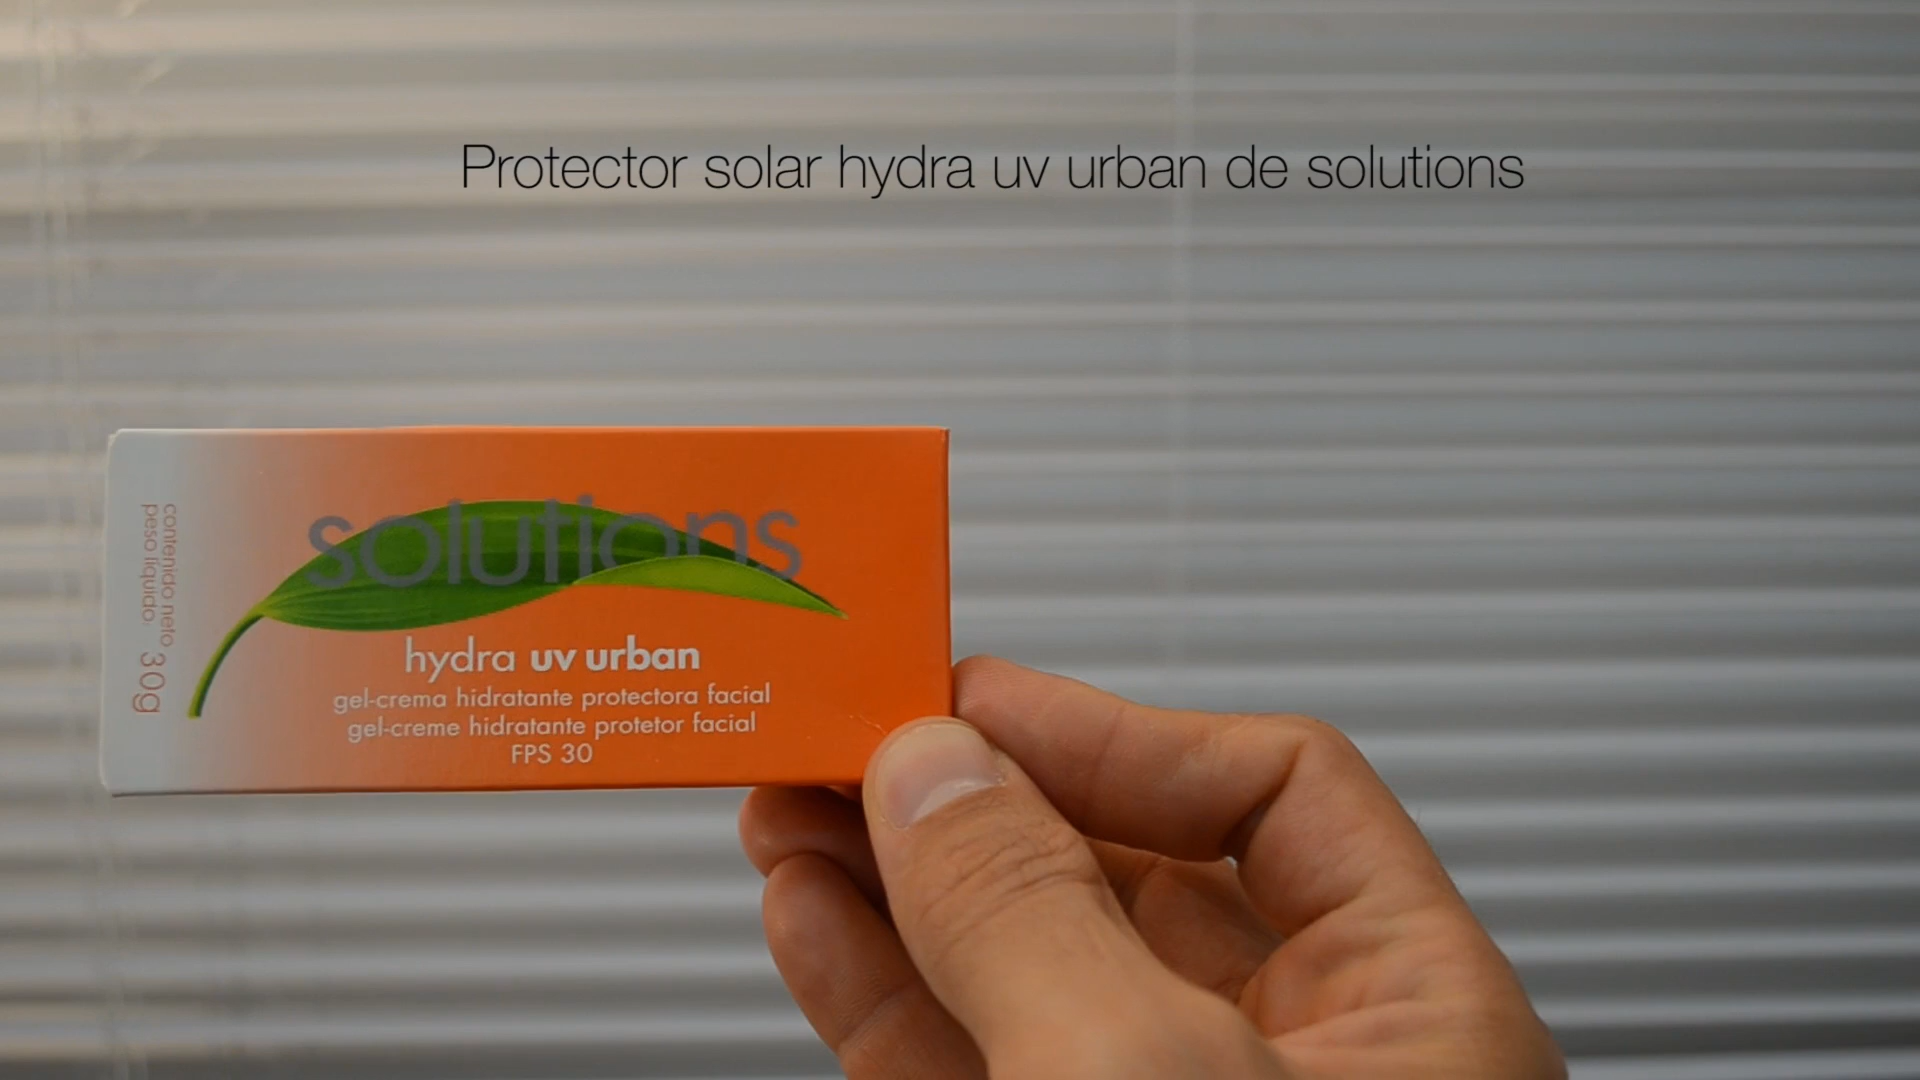 Protector solar hydra uv urban de solutions
solutions
hydra uv urban
gel-crema hidratante protectora facial
gel-creme hidratante protetor facial
FPS 30
contenido neto
peso líquido: 30g